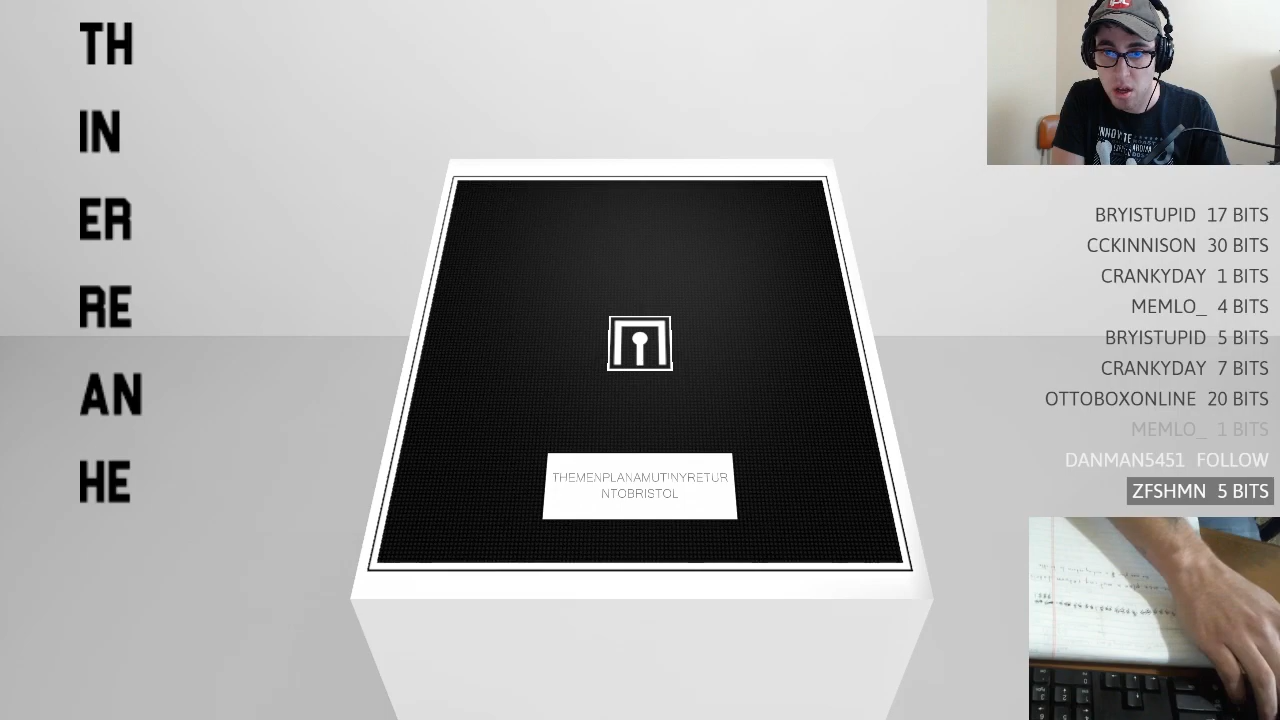 TH
IN
ER
RE
AN
HE
THEMENPLANAMUTINYRETUR
NTOBRISTOL
BRYISTUPID 17 BITS
CCKINNISON 30 BITS
CRANKYDAY 1 BITS
MEMLO_ 4 BITS
BRYISTUPID 5 BITS
CRANKYDAY 7 BITS
OTTOBOXONLINE 20 BITS
MEMLO_ 1 BITS
DANMAN5451 FOLLOW
ZFSHMN 5 BITS